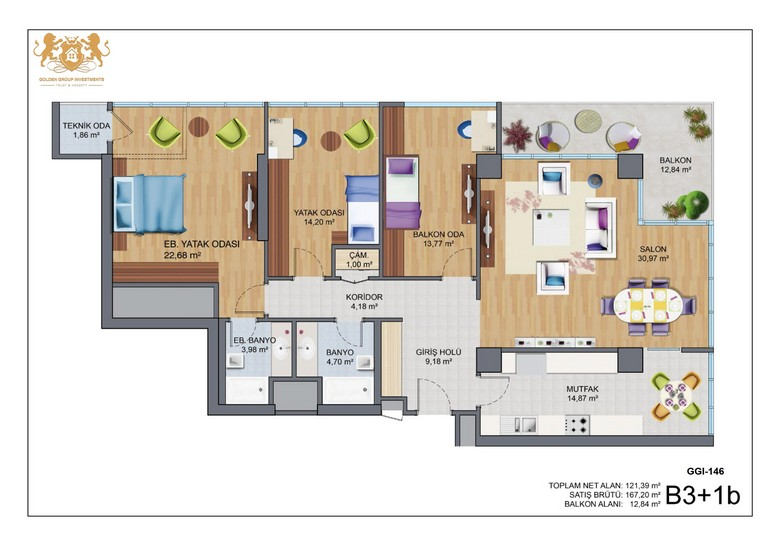 GOLDEN GROUP INVESTMENTS
TRUST & HONESTY
TEKNİK ODA
1,86 m²
EB. YATAK ODASI
22,68 m²
YATAK ODASI
14,20 m²
ÇAM.
1,00 m²
BALKON ODA
13,77 m²
BALKON
12,84 m²
SALON
30,97 m²
KORİDOR
4,18 m²
EB. BANYO
3,98 m²
BANYO
4,70 m²
GİRİŞ HOLÜ
9,18 m²
MUTFAK
14,87 m²
GGI-146
TOPLAM NET ALAN: 121,39 m²
SATIŞ BRÜTÜ: 167,20 m²
BALKON ALANI: 12,84 m²
B3+1b